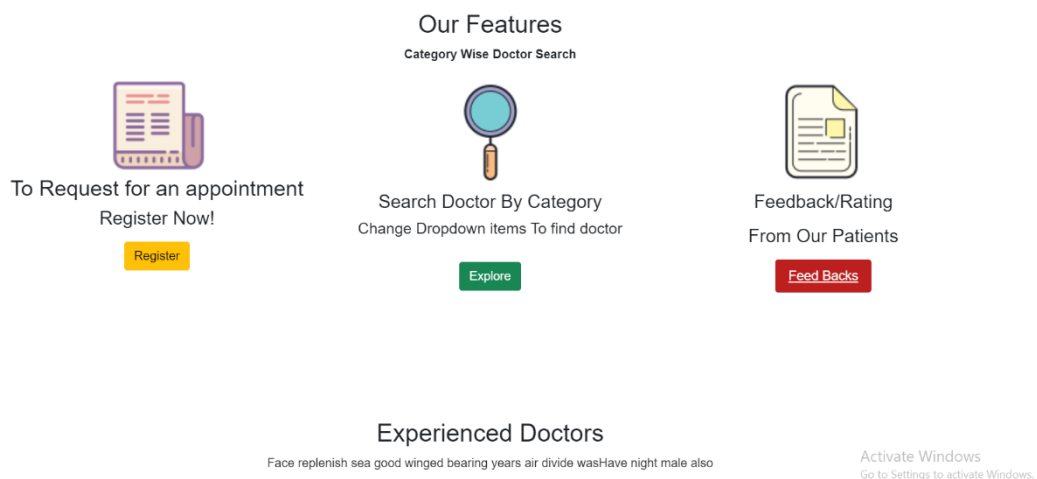 Our Features
Category Wise Doctor Search
To Request for an appointment
Register Now!
Register
Search Doctor By Category
Change Dropdown items To find doctor
Explore
Feedback/Rating
From Our Patients
Feed Backs
Experienced Doctors
Face replenish sea good winged bearing years air divide wasHave night male also
Activate Windows
Go to Settings to activate Windows.